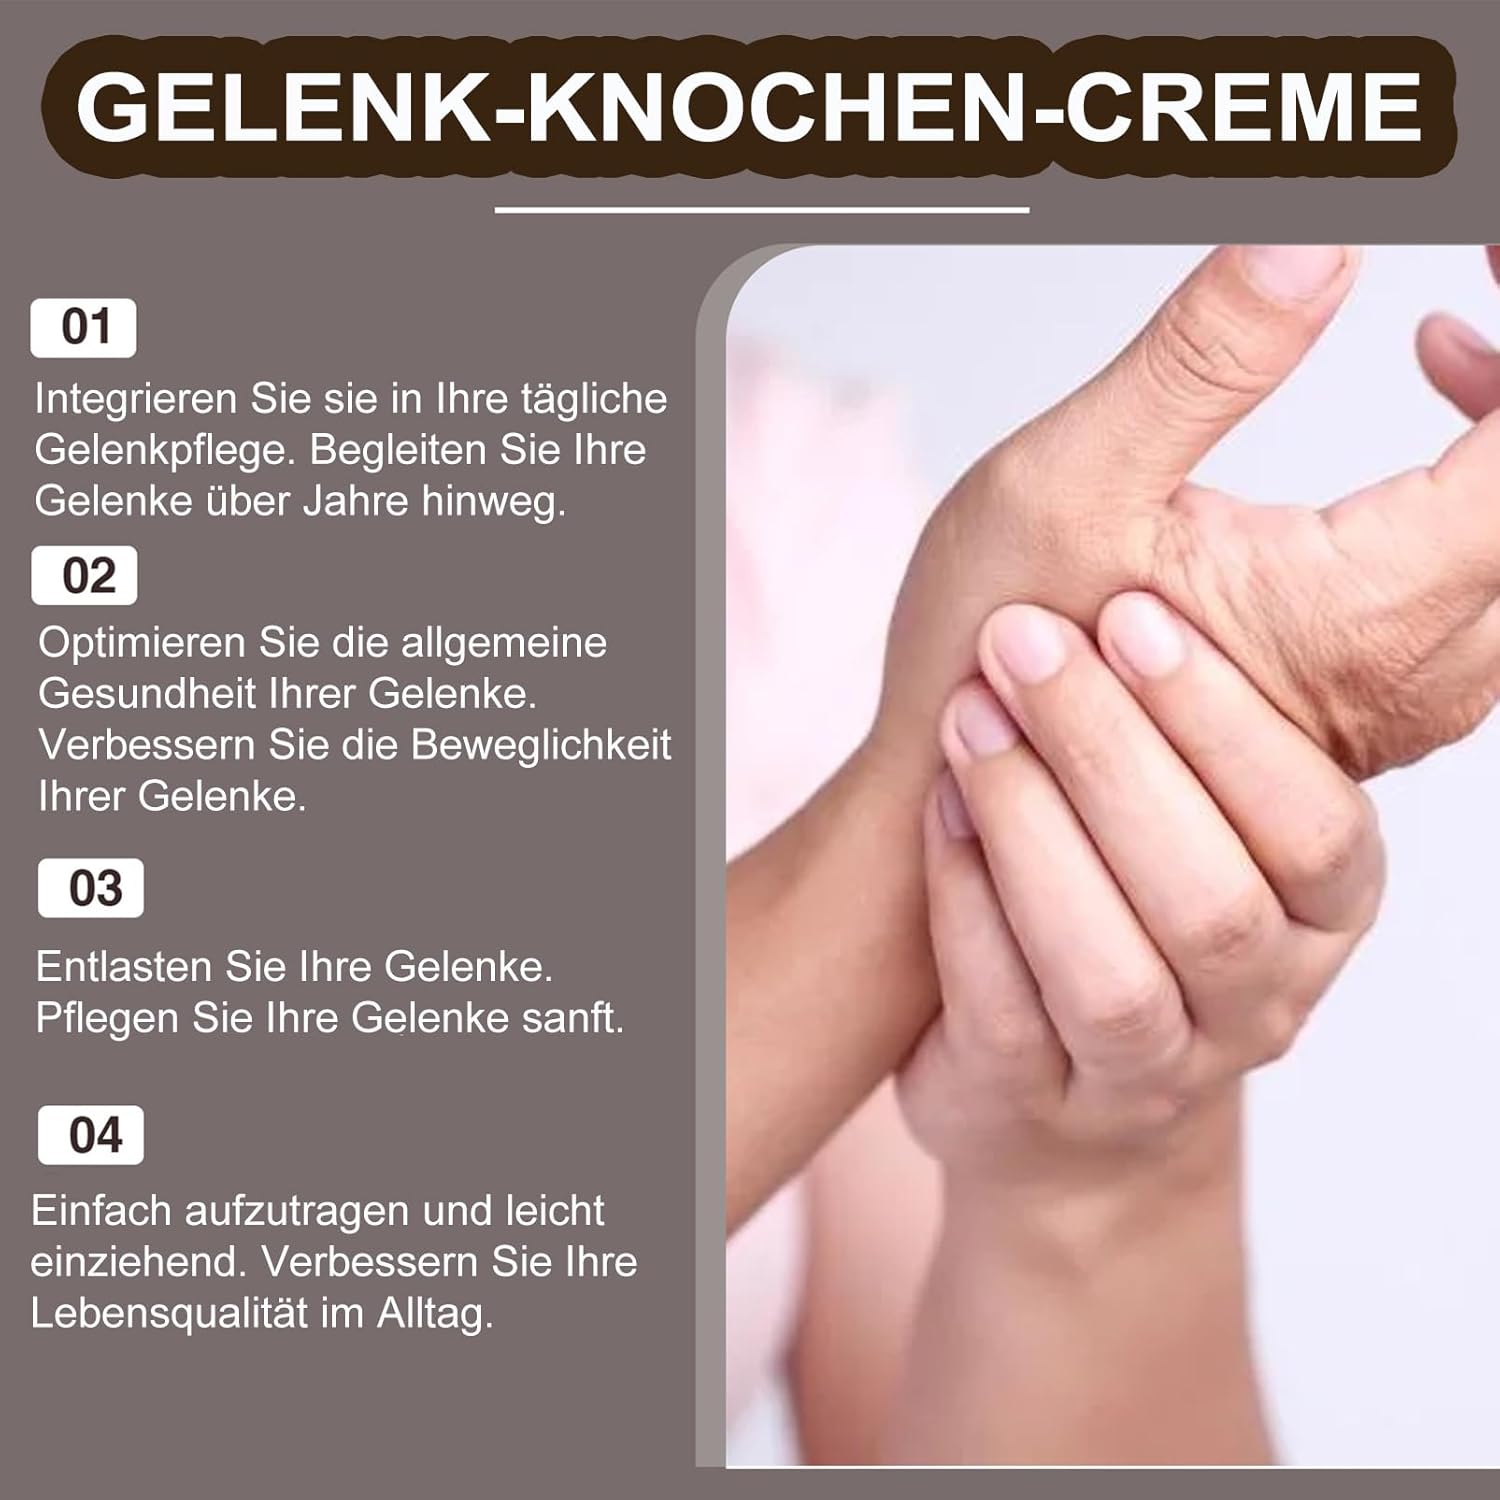 GELENK-KNOCHEN-CREME
01
Integrieren Sie sie in Ihre tägliche
Gelenkpflege. Begleiten Sie Ihre
Gelenke über Jahre hinweg.
02
Optimieren Sie die allgemeine
Gesundheit Ihrer Gelenke.
Verbessern Sie die Beweglichkeit
Ihrer Gelenke.
03
Entlasten Sie Ihre Gelenke.
Pflegen Sie Ihre Gelenke sanft.
04
Einfach aufzutragen und leicht
einziehend. Verbessern Sie Ihre
Lebensqualität im Alltag.